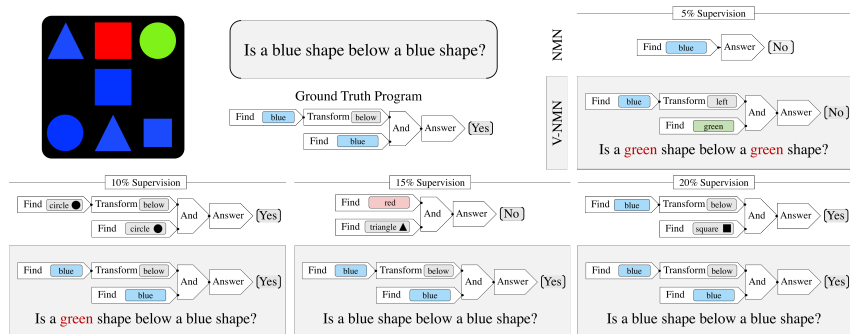 Is a blue shape below a blue shape?
Ground Truth Program
Find blue Transform below
Find blue
And Answer Yes
5% Supervision
NMN
Find blue Answer No
V-NMN
Find blue Transform left
Find green
And Answer No
Is a green shape below a green shape?
10% Supervision
Find circle Transform below
Find circle
And Answer Yes
Find blue Transform below
Find blue
And Answer Yes
Is a green shape below a blue shape?
15% Supervision
Find red
Find triangle
And Answer No
Find blue Transform below
Find blue
And Answer Yes
Is a blue shape below a blue shape?
20% Supervision
Find blue Transform below
Find square
And Answer Yes
Find blue Transform below
Find blue
And Answer Yes
Is a blue shape below a blue shape?